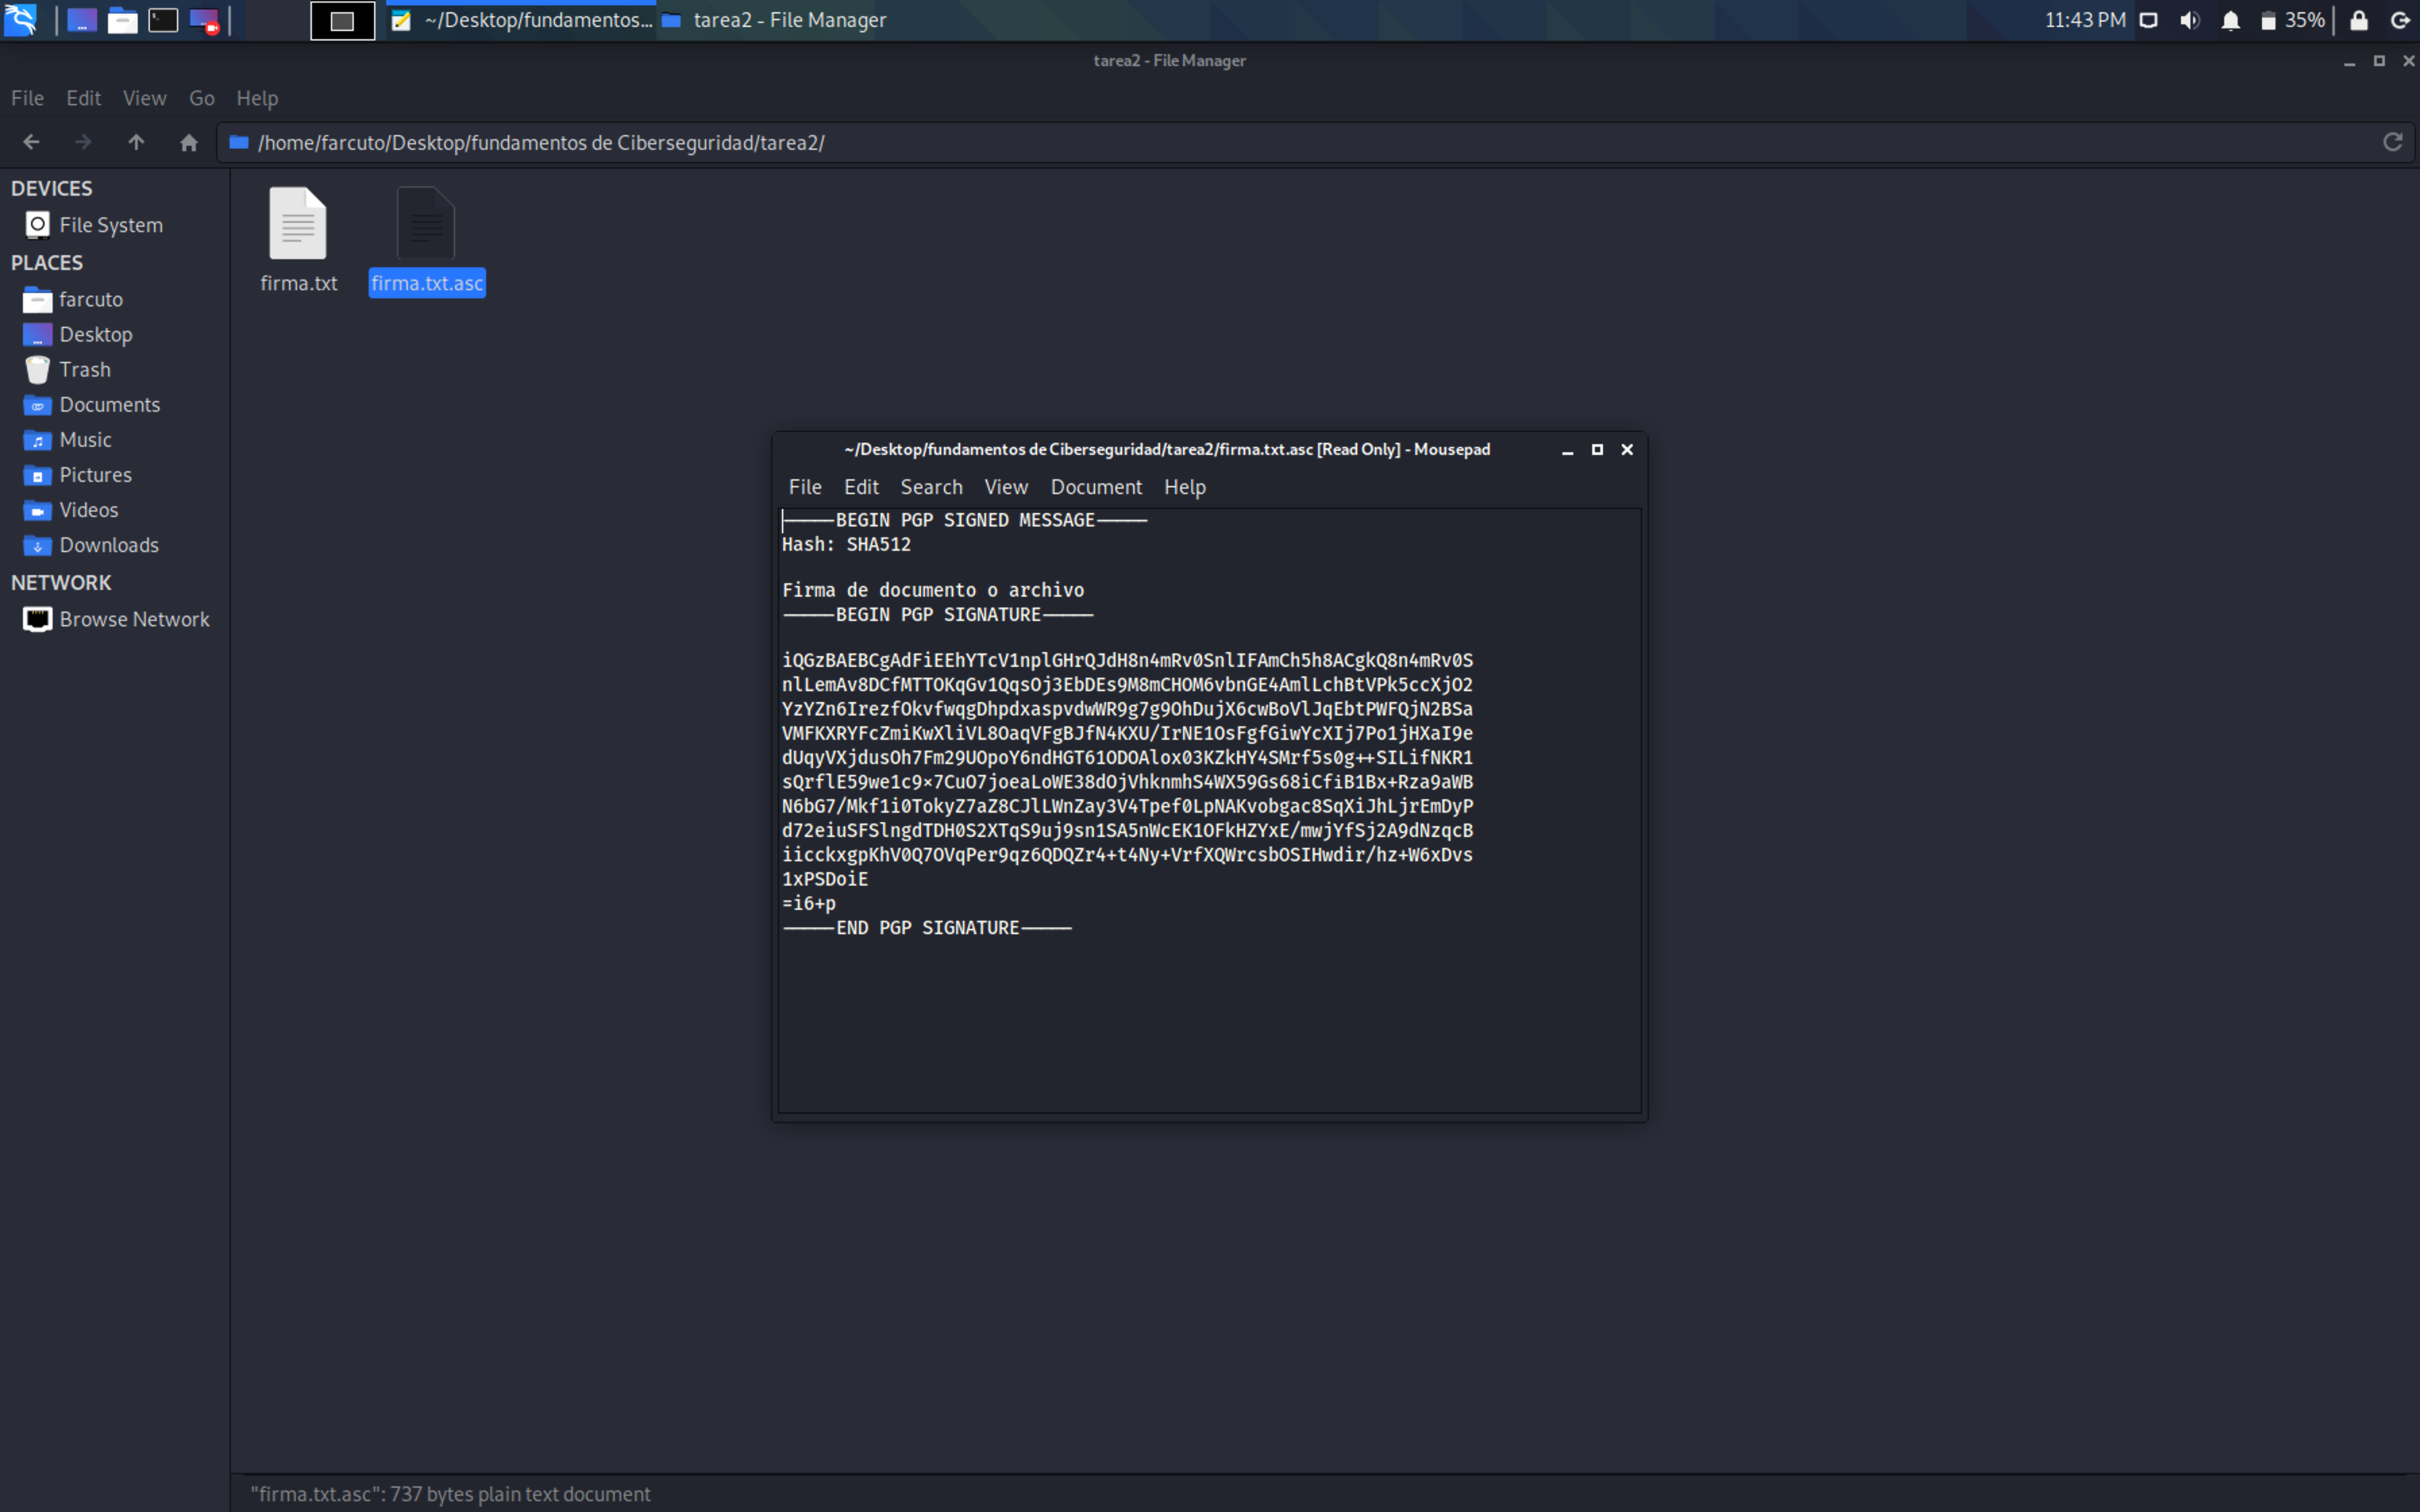 ~/Desktop/fundamentos...
tarea2 - File Manager
11:43 PM
35%
tarea2 - File Manager
File Edit View Go Help
/home/farcuto/Desktop/fundamentos de Ciberseguridad/tarea2/
DEVICES
File System
PLACES
farcuto
Desktop
Trash
Documents
Music
Pictures
Videos
Downloads
NETWORK
Browse Network
firma.txt
firma.txt.asc
~/Desktop/fundamentos de Ciberseguridad/tarea2/firma.txt.asc [Read Only] - Mousepad
File Edit Search View Document Help
-----BEGIN PGP SIGNED MESSAGE-----
Hash: SHA512
Firma de documento o archivo
-----BEGIN PGP SIGNATURE-----
iQGzBAEBCgAdFiEEhYTcV1nplGHrQJdH8n4mRv0SnlIFAmCh5h8ACgkQ8n4mRv0S
nlLemAv8DCfMTTOKqGv1QqsOj3EbDEs9M8mCHOM6vbnGE4AmlLchBtVPk5ccXjO2
YzYZn6IrezfOkvfwqgDhpdxaspvdwWR9g7g9OhDujX6cwBoVlJqEbtPWFQjN2BSa
VMFKXRYFcZmiKwXliVL8OaqVFgBJfN4KXU/IrNE1OsFgfGiwYcXIj7Po1jHXaI9e
dUqyVXjdusOh7Fm29UOpoY6ndHGT61ODOAlox03KZkHY4SMrf5s0g++SILifNKR1
sQrflE59we1c9x7CuO7joeaLoWE38dOjVhknmhS4WX59Gs68iCfiB1Bx+Rza9aWB
N6bG7/Mkf1i0TokyZ7aZ8CJlLWnZay3V4Tpef0LpNAKvobgac8SqXiJhLjrEmDyP
d72eiuSFSlngdTDH0S2XTqS9uj9sn1SA5nWcEK1OFkHZYxE/mwjYfSj2A9dNzqcB
iicckxgpKhV0Q7OVqPer9qz6QDQZr4+t4Ny+VrfXQWrcsbOSIHwdir/hz+W6xDvs
1xPSDoiE
=i6+p
-----END PGP SIGNATURE-----
"firma.txt.asc": 737 bytes plain text document